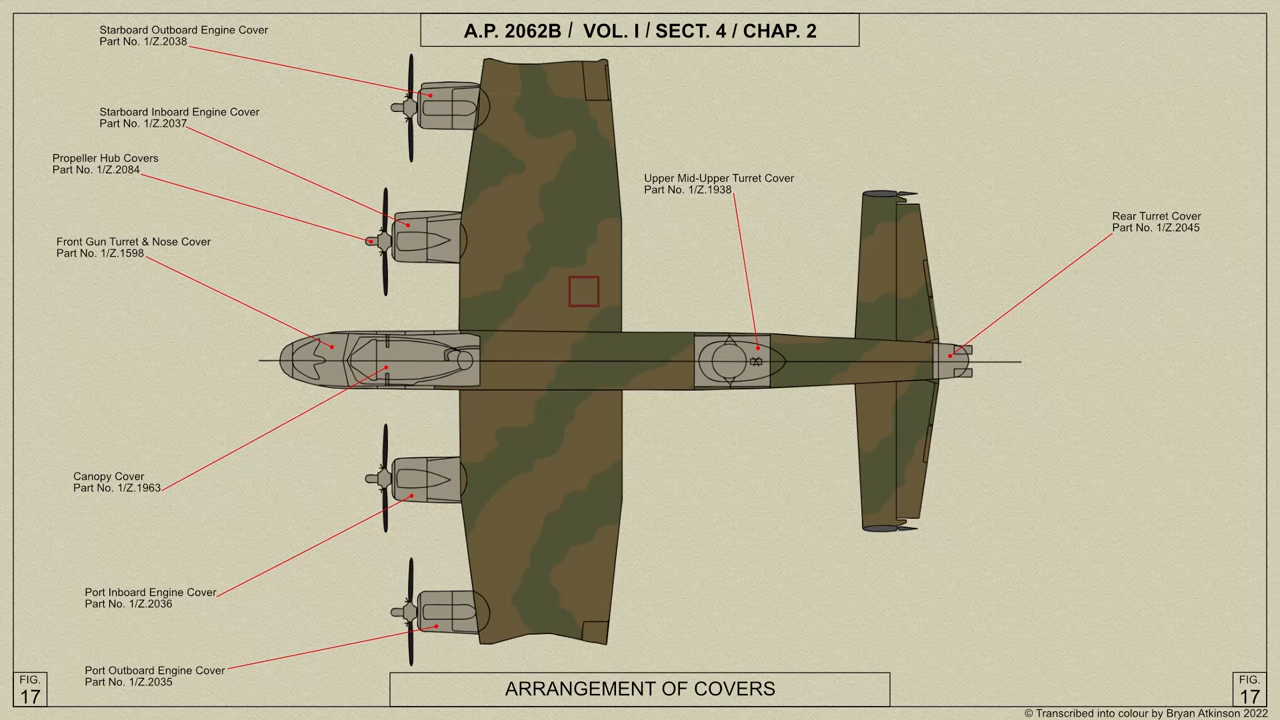 A.P. 2062B / VOL. I / SECT. 4 / CHAP. 2
Starboard Outboard Engine Cover
Part No. 1/Z.2038
Starboard Inboard Engine Cover
Part No. 1/Z.2037
Propeller Hub Covers
Part No. 1/Z.2084
Front Gun Turret & Nose Cover
Part No. 1/Z.1598
Upper Mid-Upper Turret Cover
Part No. 1/Z.1938
Rear Turret Cover
Part No. 1/Z.2045
Canopy Cover
Part No. 1/Z.1963
Port Inboard Engine Cover
Part No. 1/Z.2036
Port Outboard Engine Cover
Part No. 1/Z.2035
FIG.
17
ARRANGEMENT OF COVERS
FIG.
17
© Transcribed into colour by Bryan Atkinson 2022